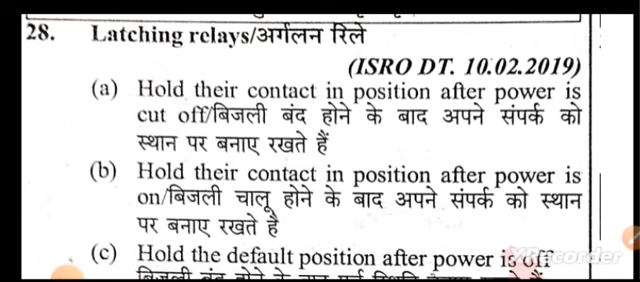 28. Latching relays/अर्गलन रिले
(ISRO DT. 10.02.2019)
(a) Hold their contact in position after power is
cut off/बिजली बंद होने के बाद अपने संपर्क को
स्थान पर बनाए रखते हैं
(b) Hold their contact in position after power is
on/बिजली चालू होने के बाद अपने संपर्क को स्थान
पर बनाए रखते है
(c) Hold the default position after power is off
बिजली बंद होने के बाद
XRecorder